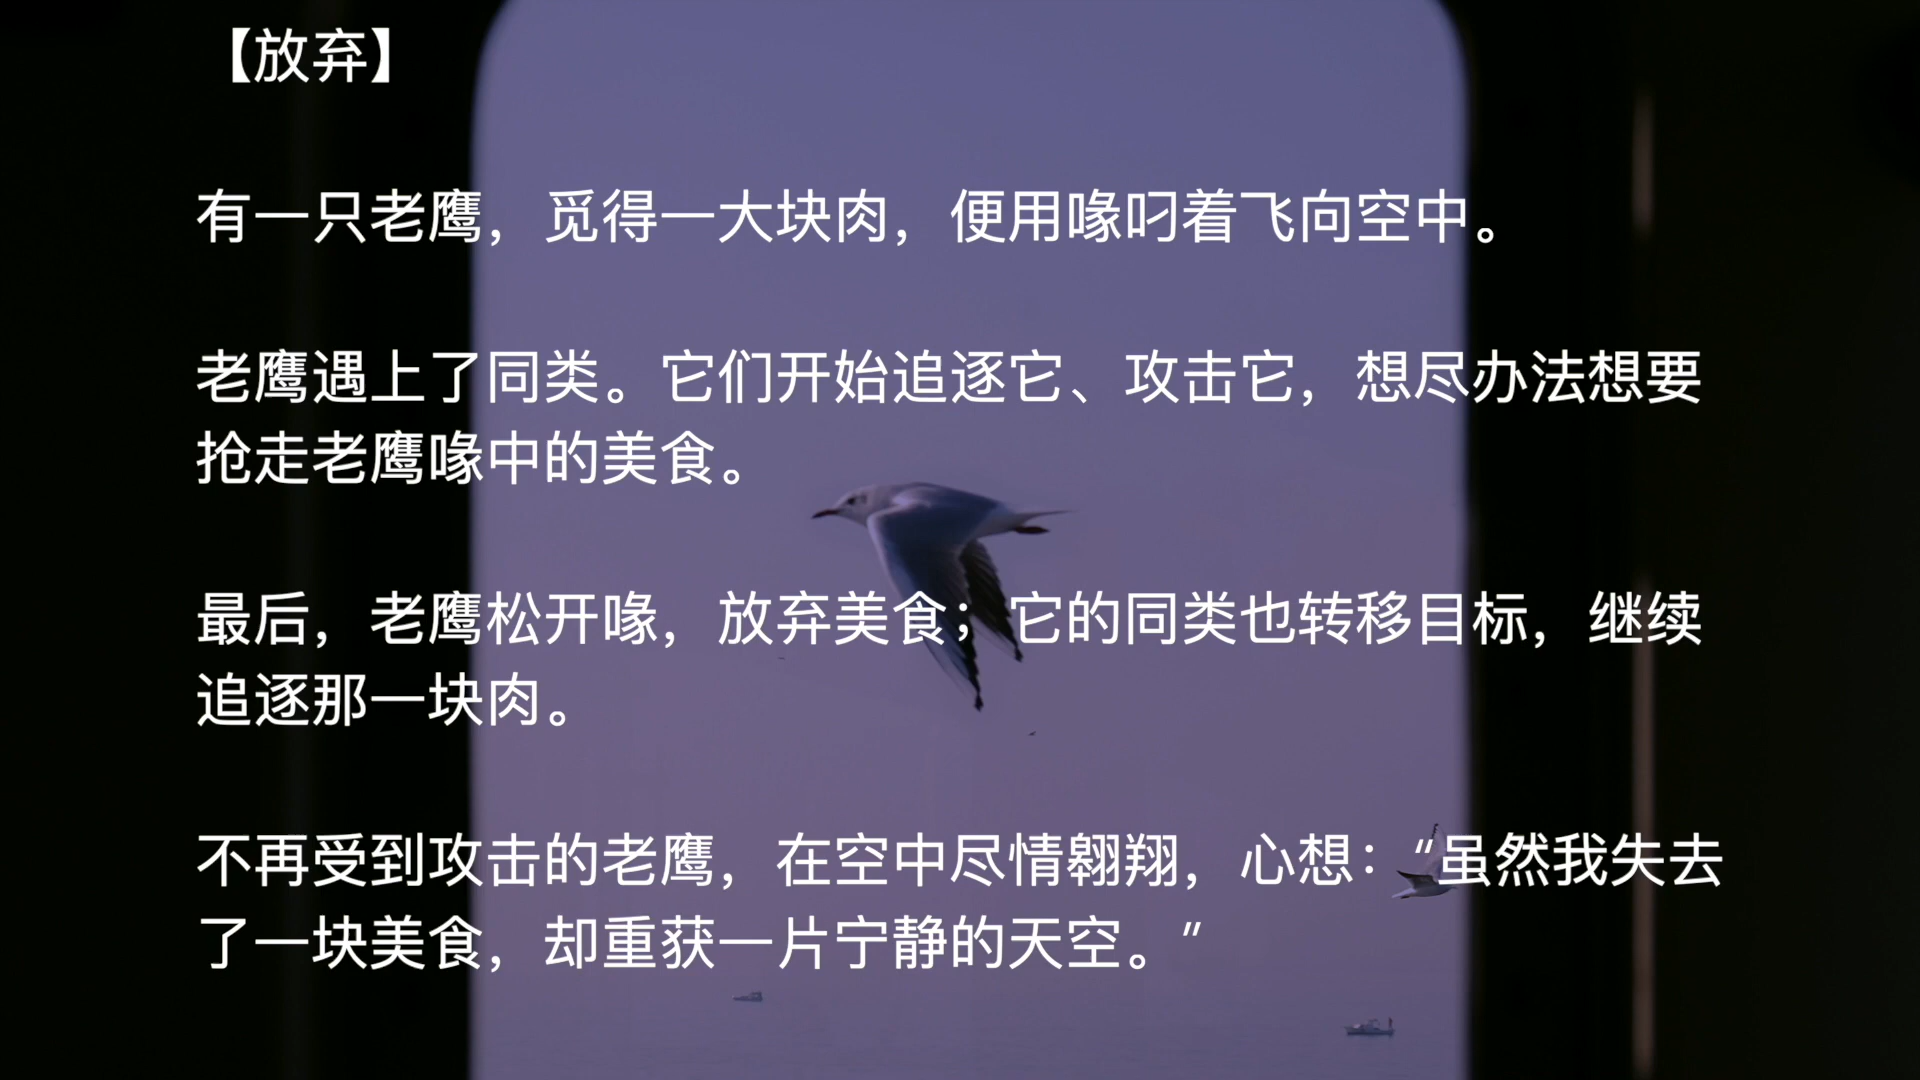 【放弃】
有一只老鹰，觅得一大块肉，便用喙叼着飞向空中。
老鹰遇上了同类。它们开始追逐它、攻击它，想尽办法想要
抢走老鹰喙中的美食。
最后，老鹰松开喙，放弃美食；它的同类也转移目标，继续
追逐那一块肉。
不再受到攻击的老鹰，在空中尽情翱翔，心想：“虽然我失去
了一块美食，却重获一片宁静的天空。”